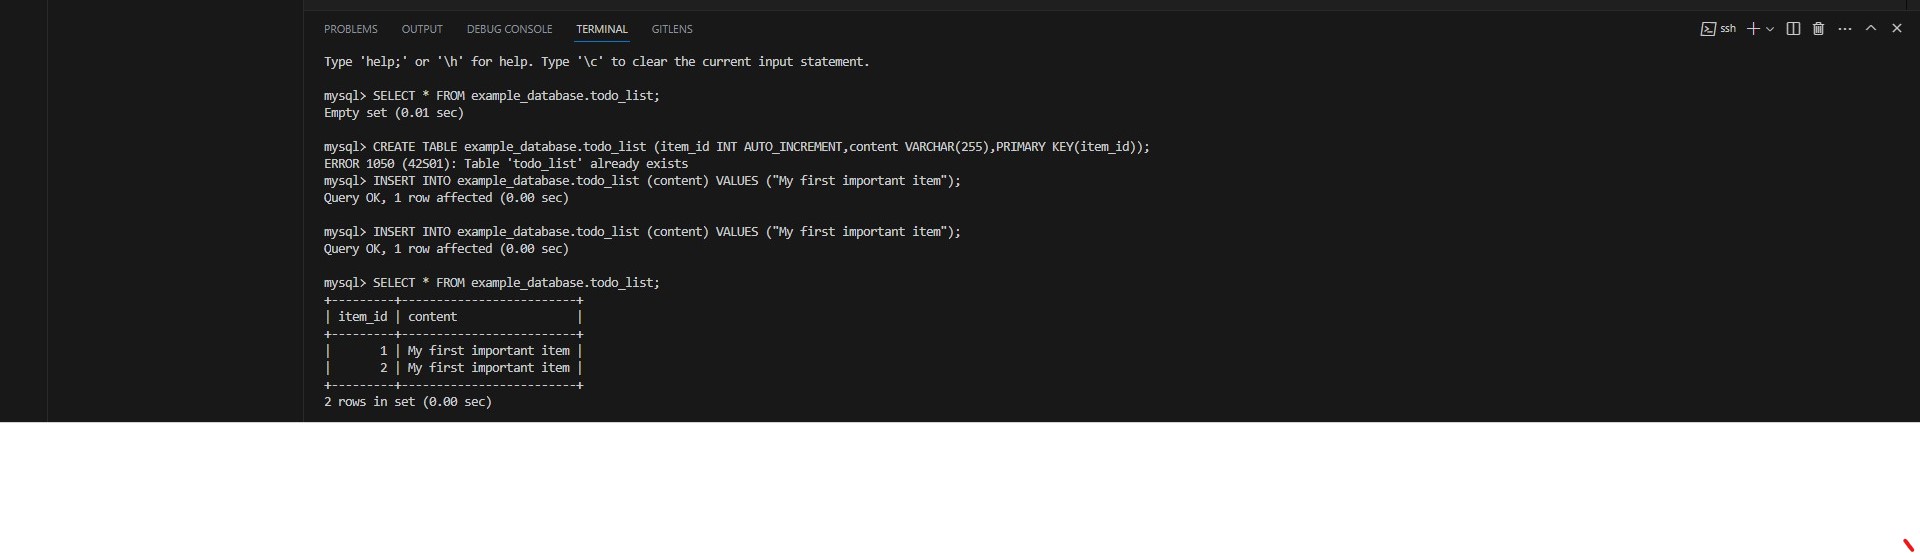 PROBLEMS OUTPUT DEBUG CONSOLE TERMINAL GITLENS ssh
Type 'help;' or '\h' for help. Type '\c' to clear the current input statement.
mysql> SELECT * FROM example_database.todo_list;
Empty set (0.01 sec)
mysql> CREATE TABLE example_database.todo_list (item_id INT AUTO_INCREMENT,content VARCHAR(255),PRIMARY KEY(item_id));
ERROR 1050 (42S01): Table 'todo_list' already exists
mysql> INSERT INTO example_database.todo_list (content) VALUES ("My first important item");
Query OK, 1 row affected (0.00 sec)
mysql> INSERT INTO example_database.todo_list (content) VALUES ("My first important item");
Query OK, 1 row affected (0.00 sec)
mysql> SELECT * FROM example_database.todo_list;
+---------+-------------------------+
| item_id | content                 |
+---------+-------------------------+
|       1 | My first important item |
|       2 | My first important item |
+---------+-------------------------+
2 rows in set (0.00 sec)